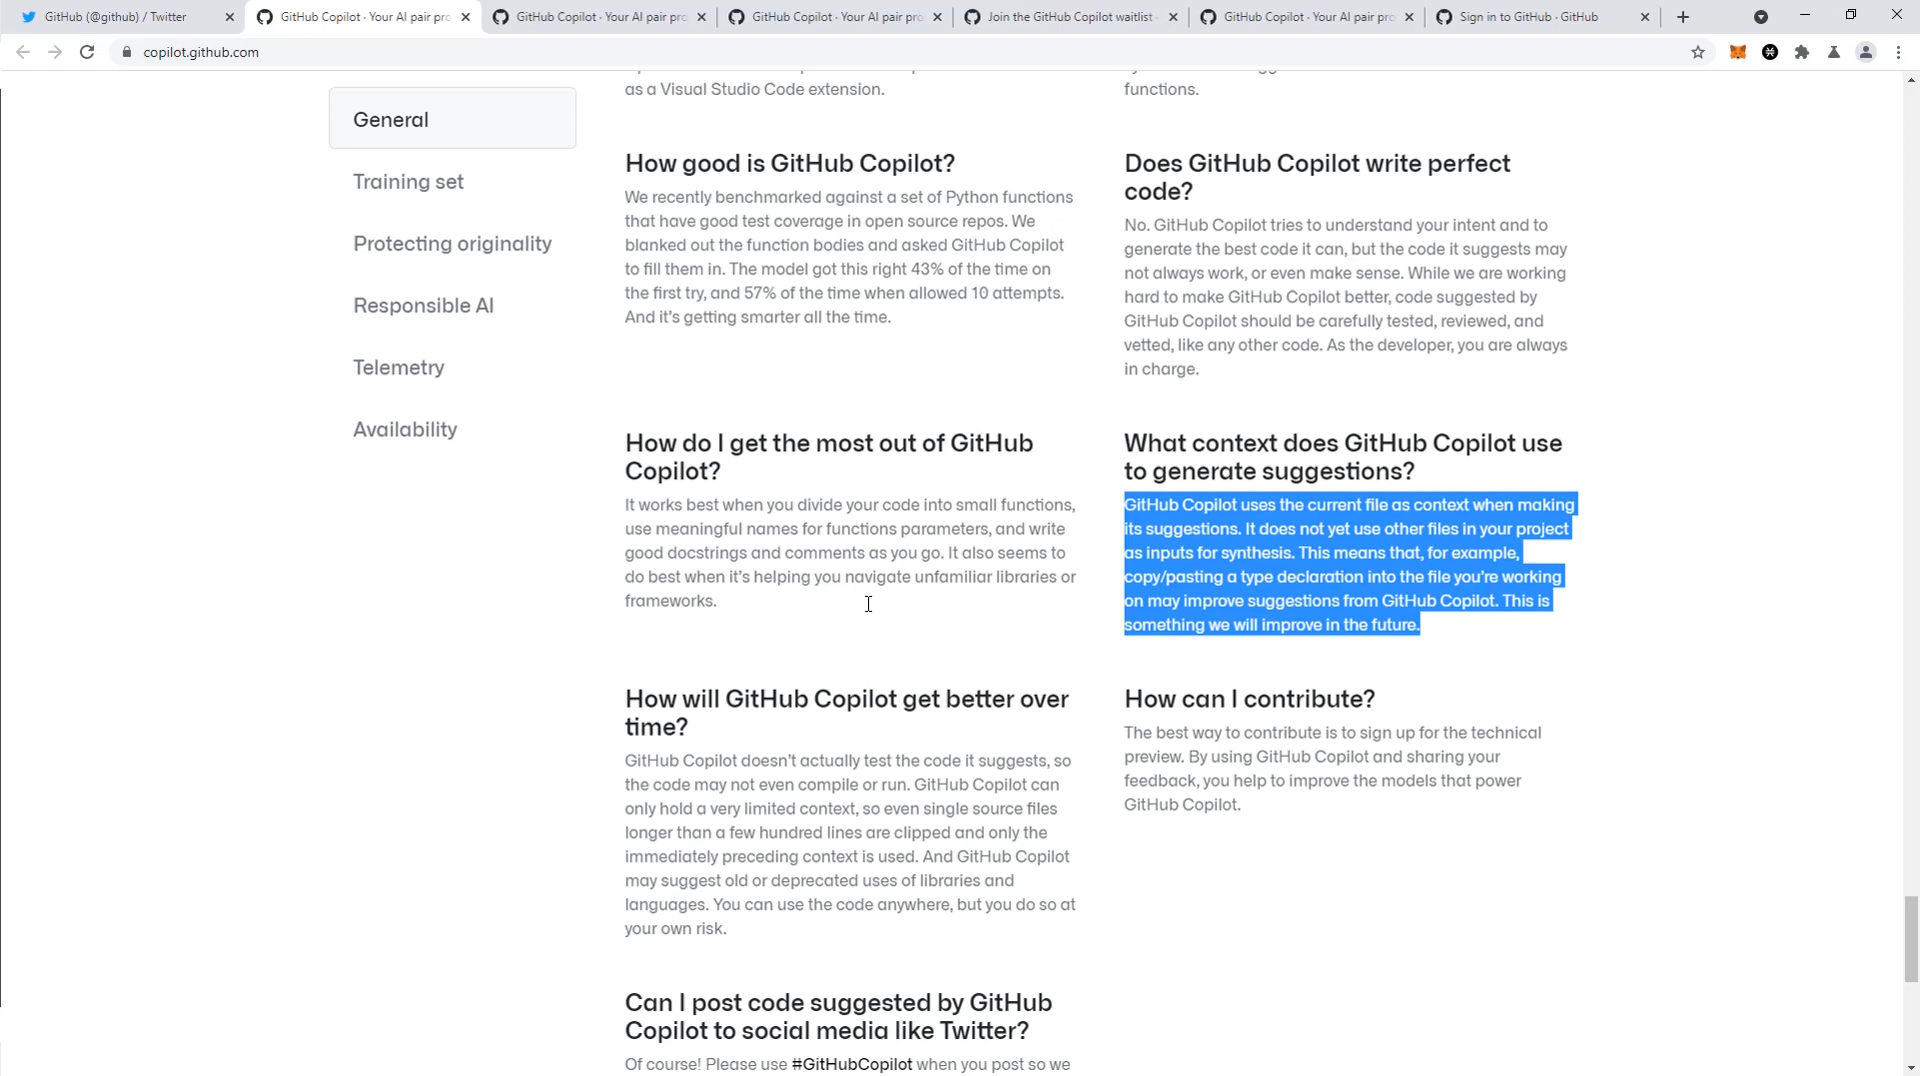 GitHub (@github) / Twitter
GitHub Copilot · Your AI pair pro
GitHub Copilot · Your AI pair pro
GitHub Copilot · Your AI pair pro
Join the GitHub Copilot waitlist ·
GitHub Copilot · Your AI pair pro
Sign in to GitHub · GitHub
copilot.github.com
General
Training set
Protecting originality
Responsible AI
Telemetry
Availability
as a Visual Studio Code extension.
functions.
How good is GitHub Copilot?
We recently benchmarked against a set of Python functions
that have good test coverage in open source repos. We
blanked out the function bodies and asked GitHub Copilot
to fill them in. The model got this right 43% of the time on
the first try, and 57% of the time when allowed 10 attempts.
And it's getting smarter all the time.
Does GitHub Copilot write perfect
code?
No. GitHub Copilot tries to understand your intent and to
generate the best code it can, but the code it suggests may
not always work, or even make sense. While we are working
hard to make GitHub Copilot better, code suggested by
GitHub Copilot should be carefully tested, reviewed, and
vetted, like any other code. As the developer, you are always
in charge.
How do I get the most out of GitHub
Copilot?
It works best when you divide your code into small functions,
use meaningful names for functions parameters, and write
good docstrings and comments as you go. It also seems to
do best when it's helping you navigate unfamiliar libraries or
frameworks.
What context does GitHub Copilot use
to generate suggestions?
GitHub Copilot uses the current file as context when making
its suggestions. It does not yet use other files in your project
as inputs for synthesis. This means that, for example,
copy/pasting a type declaration into the file you're working
on may improve suggestions from GitHub Copilot. This is
something we will improve in the future.
How will GitHub Copilot get better over
time?
GitHub Copilot doesn't actually test the code it suggests, so
the code may not even compile or run. GitHub Copilot can
only hold a very limited context, so even single source files
longer than a few hundred lines are clipped and only the
immediately preceding context is used. And GitHub Copilot
may suggest old or deprecated uses of libraries and
languages. You can use the code anywhere, but you do so at
your own risk.
How can I contribute?
The best way to contribute is to sign up for the technical
preview. By using GitHub Copilot and sharing your
feedback, you help to improve the models that power
GitHub Copilot.
Can I post code suggested by GitHub
Copilot to social media like Twitter?
Of course! Please use #GitHubCopilot when you post so we